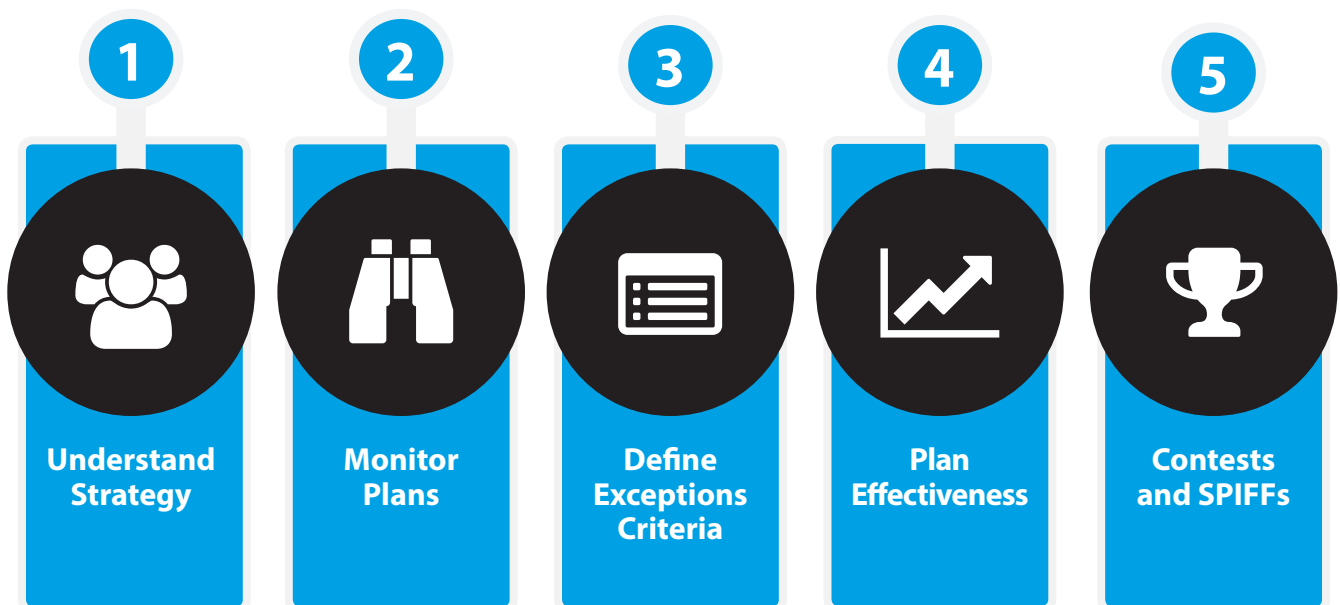 1
Understand
Strategy
2
Monitor
Plans
3
Define
Exceptions
Criteria
4
Plan
Effectiveness
5
Contests
and SPIFFs